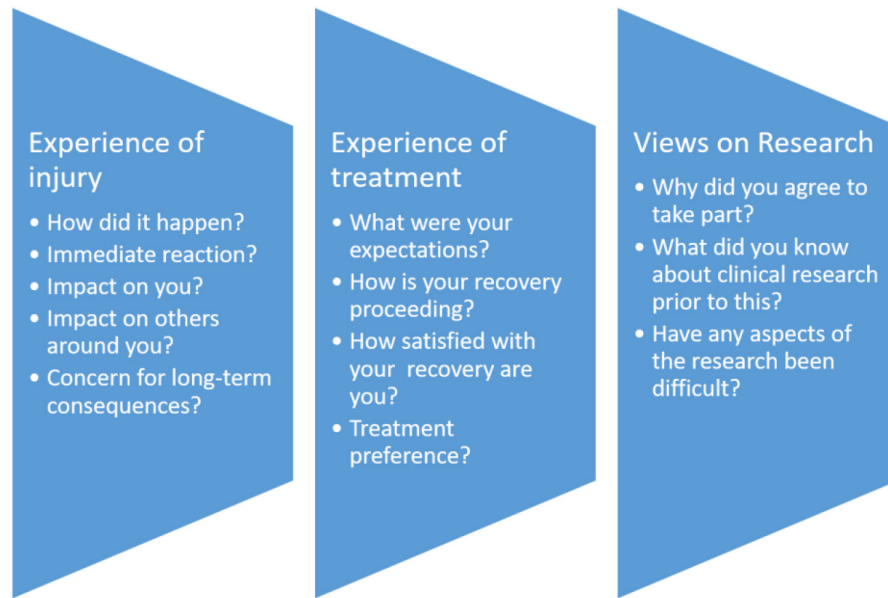 Experience of
injury
• How did it happen?
• Immediate reaction?
• Impact on you?
• Impact on others
around you?
• Concern for long-term
consequences?
Experience of
treatment
• What were your
expectations?
• How is your recovery
proceeding?
• How satisfied with
your  recovery are
you?
• Treatment
preference?
Views on Research
• Why did you agree to
take part?
• What did you know
about clinical research
prior to this?
• Have any aspects of
the research been
difficult?